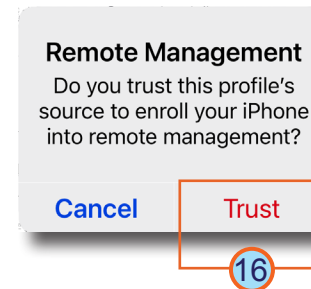 Remote Management
Do you trust this profile's
source to enroll your iPhone
into remote management?
Cancel
Trust
16